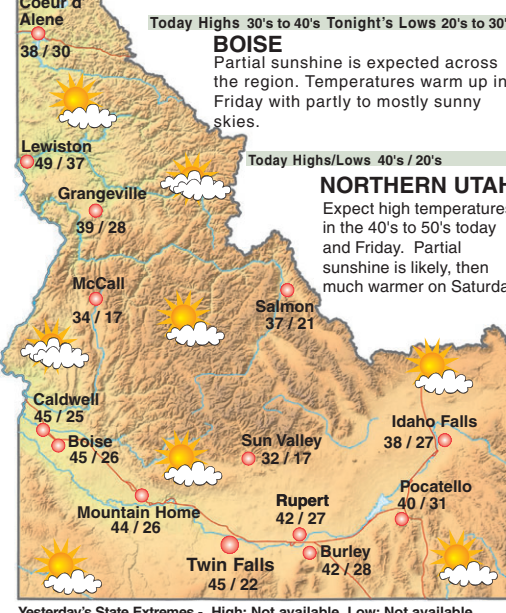 Coeur d'
Alene
38 / 30
Today Highs 30's to 40's Tonight's Lows 20's to 30'
BOISE
Partial sunshine is expected across
the region. Temperatures warm up in
Friday with partly to mostly sunny
skies.
Lewiston
49 / 37
Today Highs/Lows 40's / 20's
NORTHERN UTAH
Expect high temperatures
in the 40's to 50's today
and Friday. Partial
sunshine is likely, then
much warmer on Saturda
Grangeville
39 / 28
McCall
34 / 17
Salmon
37 / 21
Caldwell
45 / 25
Boise
45 / 26
Sun Valley
32 / 17
Idaho Falls
38 / 27
Mountain Home
44 / 26
Rupert
42 / 27
Pocatello
40 / 31
Twin Falls
45 / 22
Burley
42 / 28
Yesterday's State Extremes - High: Not available Low: Not available